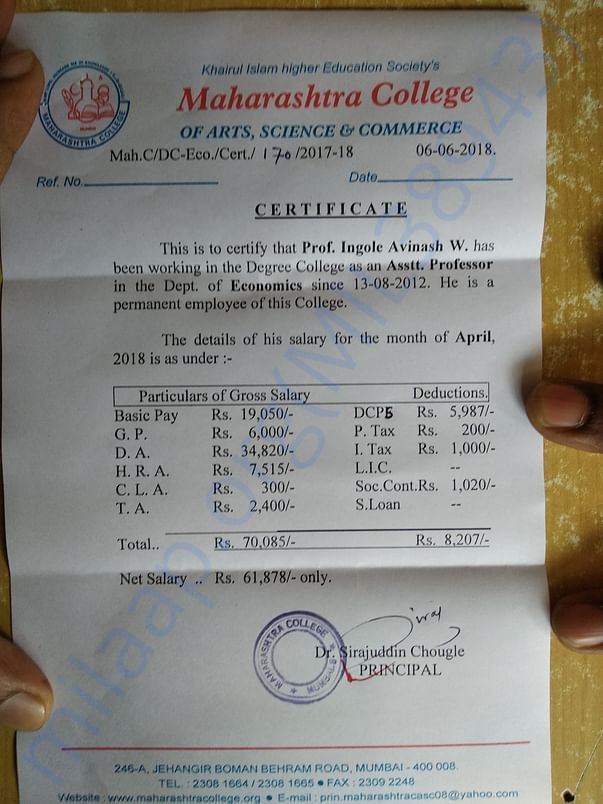 Khairul Islam higher Education Society's
Maharashtra College
OF ARTS, SCIENCE & COMMERCE
MAHARASHTRA COLLEGE
Mah.C/DC-Eco./Cert./ 170 /2017-18 06-06-2018.
Ref. No. Date
CERTIFICATE
This is to certify that Prof. Ingole Avinash W. has
been working in the Degree College as an Asstt. Professor
in the Dept. of Economics since 13-08-2012. He is a
permanent employee of this College.
The details of his salary for the month of April,
2018 is as under :-
Particulars of Gross Salary Deductions.
Basic Pay Rs. 19,050/- DCPS Rs. 5,987/-
G. P. Rs. 6,000/- P. Tax Rs. 200/-
D. A. Rs. 34,820/- I. Tax Rs. 1,000/-
H. R. A. Rs. 7,515/- L.I.C. --
C. L. A. Rs. 300/- Soc.Cont.Rs. 1,020/-
T. A. Rs. 2,400/- S.Loan --
Total.. Rs. 70,085/- Rs. 8,207/-
Net Salary .. Rs. 61,878/- only.
MAHARASHTRA COLLEGE MUMBAI-8
Dr. Sirajuddin Chougle
PRINCIPAL
246-A, JEHANGIR BOMAN BEHRAM ROAD, MUMBAI - 400 008.
TEL. : 2308 1664 / 2308 1665 ● FAX : 2309 2248
Website : www.maharashtracollege.org ● E-mail : prin.maharashtracasc08@yahoo.com